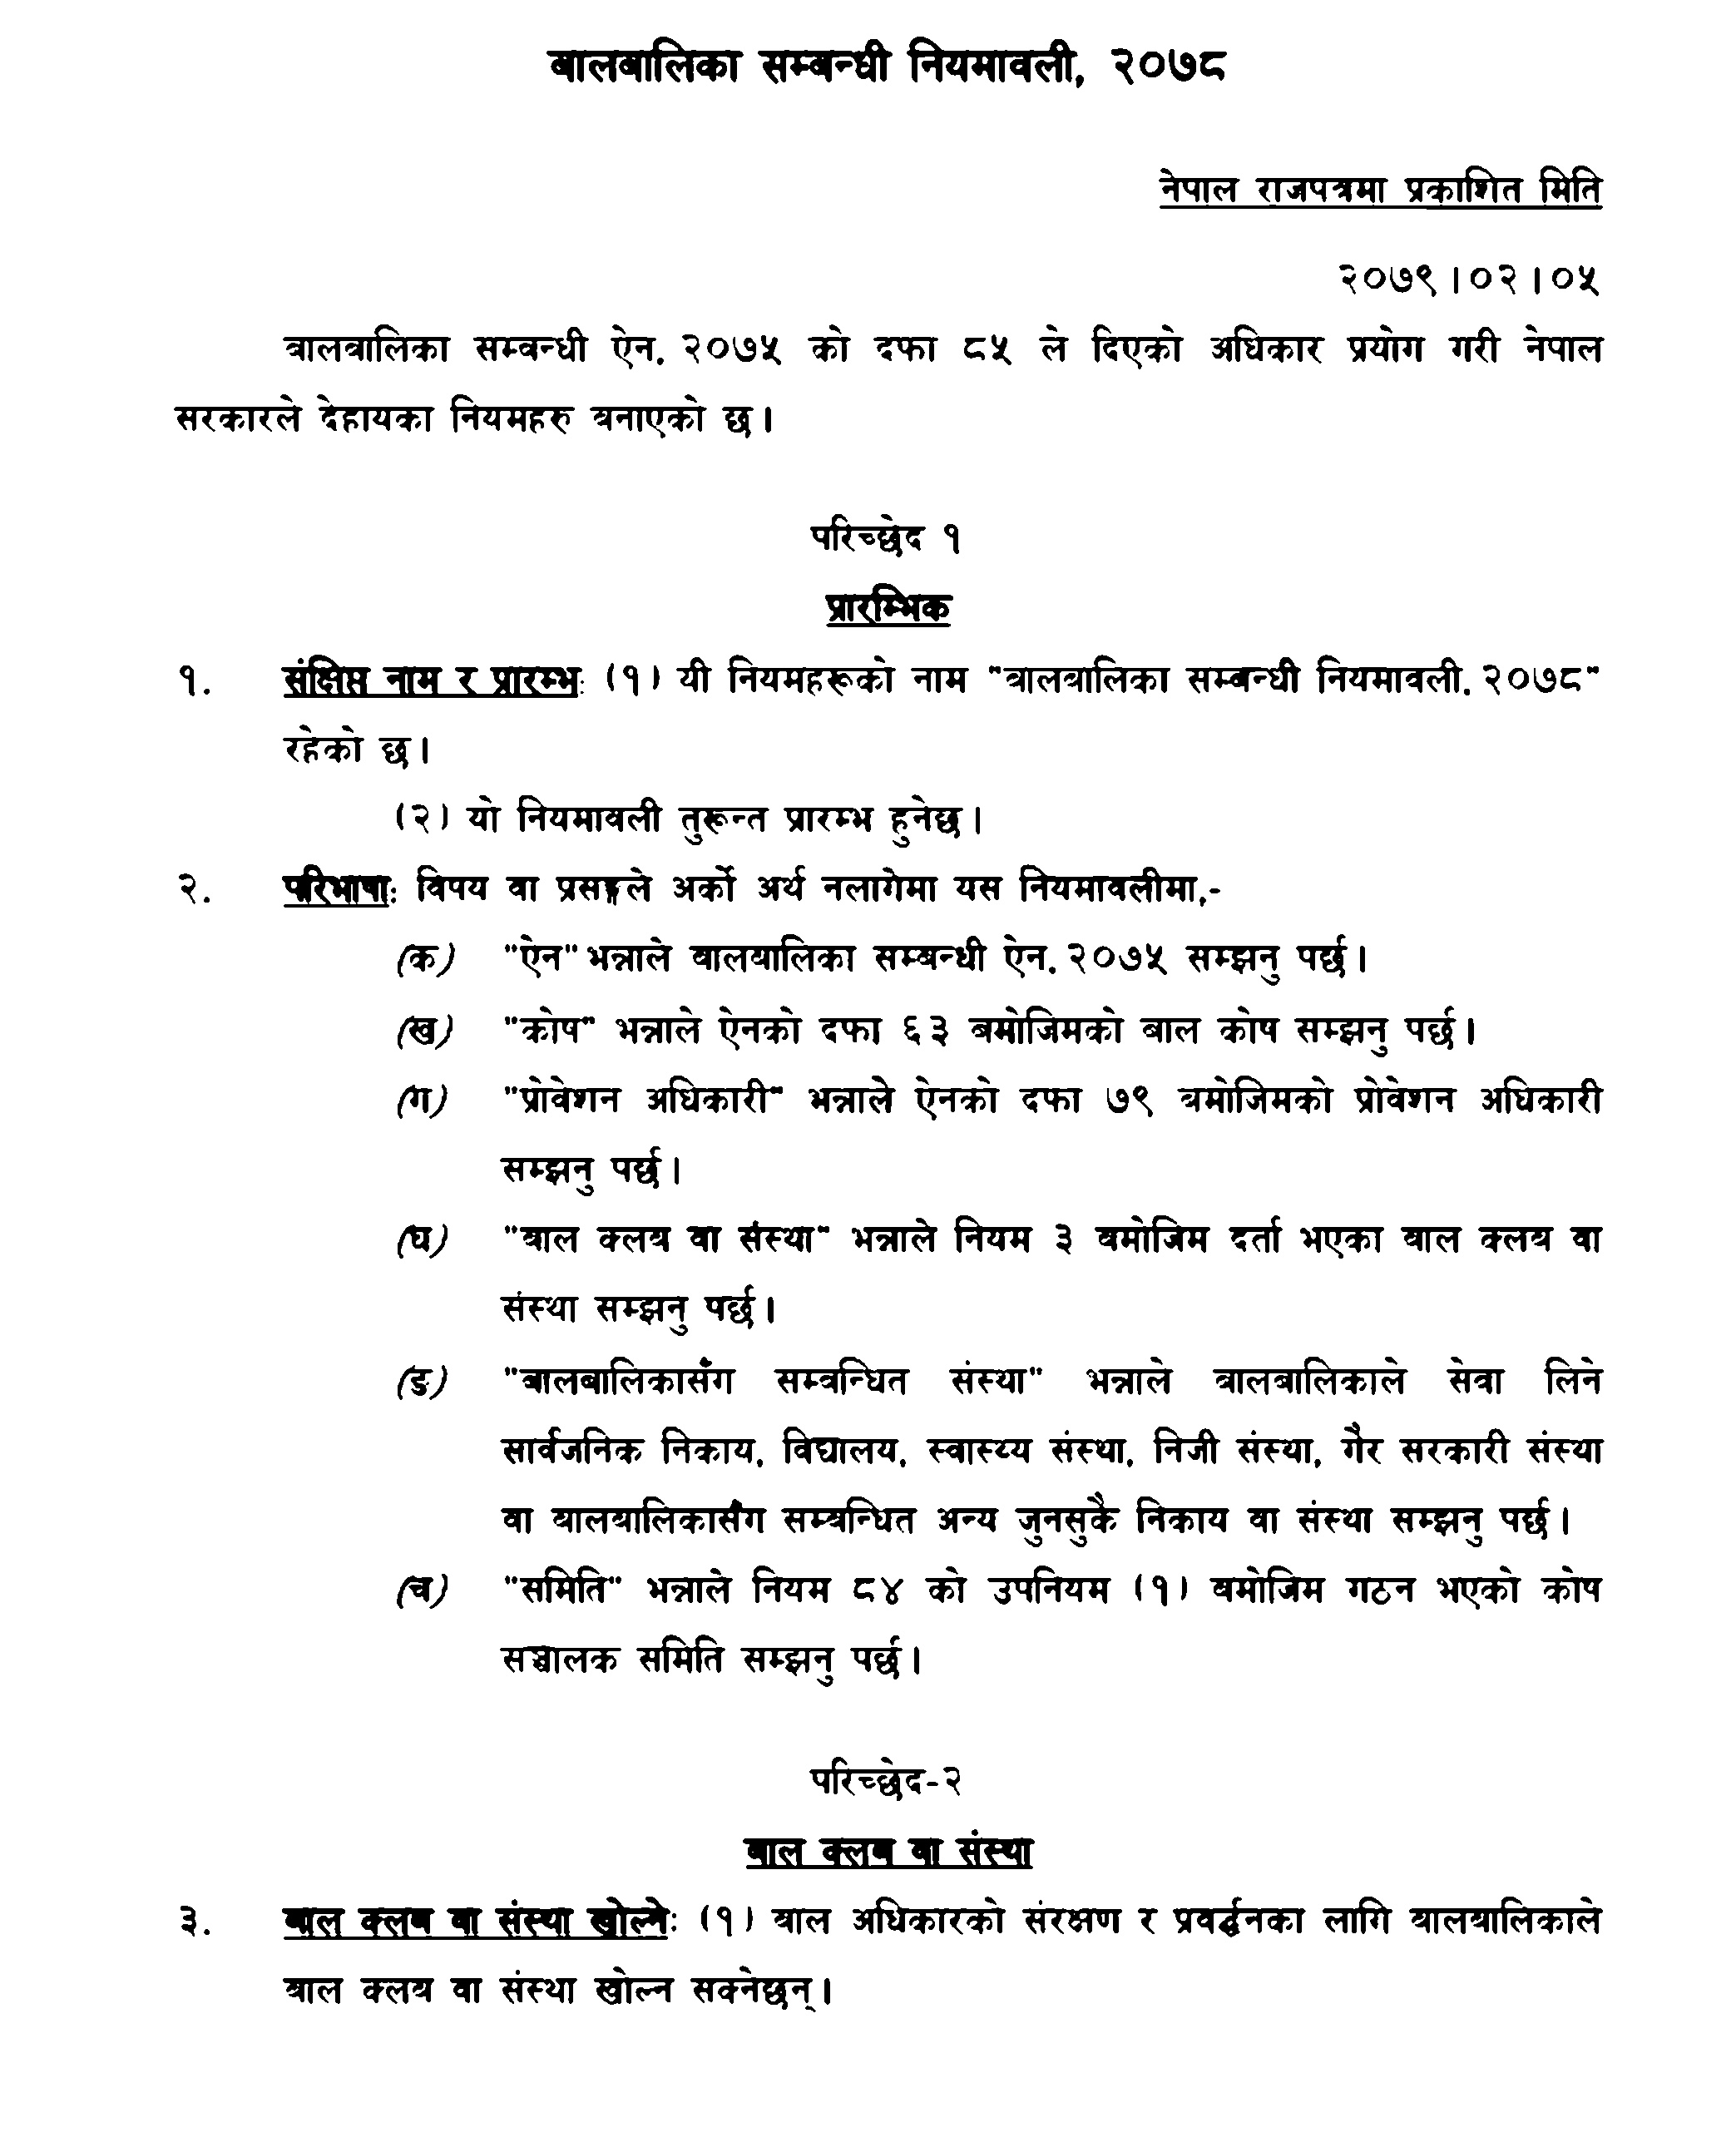 बालबालिका सम्बन्धी नियमावली, २०७८
नेपाल राजपत्रमा प्रकाशित मिति
२०७९।०२।०५
बालबालिका सम्बन्धी ऐन, २०७५ को दफा ८५ ले दिएको अधिकार प्रयोग गरी नेपाल
सरकारले देहायका नियमहरु बनाएको छ।
परिच्छेद १
प्रारम्भिक
१. संक्षिप्त नाम र प्रारम्भः (१) यी नियमहरूको नाम "बालबालिका सम्बन्धी नियमावली, २०७८"
रहेको छ।
(२) यो नियमावली तुरून्त प्रारम्भ हुनेछ।
२. परिभाषाः विषय वा प्रसङ्गले अर्को अर्थ नलागेमा यस नियमावलीमा,-
(क) "ऐन" भन्नाले बालबालिका सम्बन्धी ऐन, २०७५ सम्झनु पर्छ।
(ख) "कोष" भन्नाले ऐनको दफा ६३ बमोजिमको बाल कोष सम्झनु पर्छ।
(ग) "प्रोवेशन अधिकारी" भन्नाले ऐनको दफा ७९ बमोजिमको प्रोवेशन अधिकारी
सम्झनु पर्छ।
(घ) "बाल क्लब वा संस्था" भन्नाले नियम ३ बमोजिम दर्ता भएका बाल क्लब वा
संस्था सम्झनु पर्छ।
(ङ) "बालबालिकासँग सम्बन्धित संस्था" भन्नाले बालबालिकाले सेवा लिने
सार्वजनिक निकाय, विद्यालय, स्वास्थ्य संस्था, निजी संस्था, गैर सरकारी संस्था
वा बालबालिकासँग सम्बन्धित अन्य जुनसुकै निकाय वा संस्था सम्झनु पर्छ।
(च) "समिति" भन्नाले नियम ८४ को उपनियम (१) बमोजिम गठन भएको कोष
सञ्चालक समिति सम्झनु पर्छ।
परिच्छेद-२
बाल क्लब वा संस्था
३. बाल क्लब वा संस्था खोल्नेः (१) बाल अधिकारको संरक्षण र प्रवर्द्धनका लागि बालबालिकाले
बाल क्लब वा संस्था खोल्न सक्नेछन्।